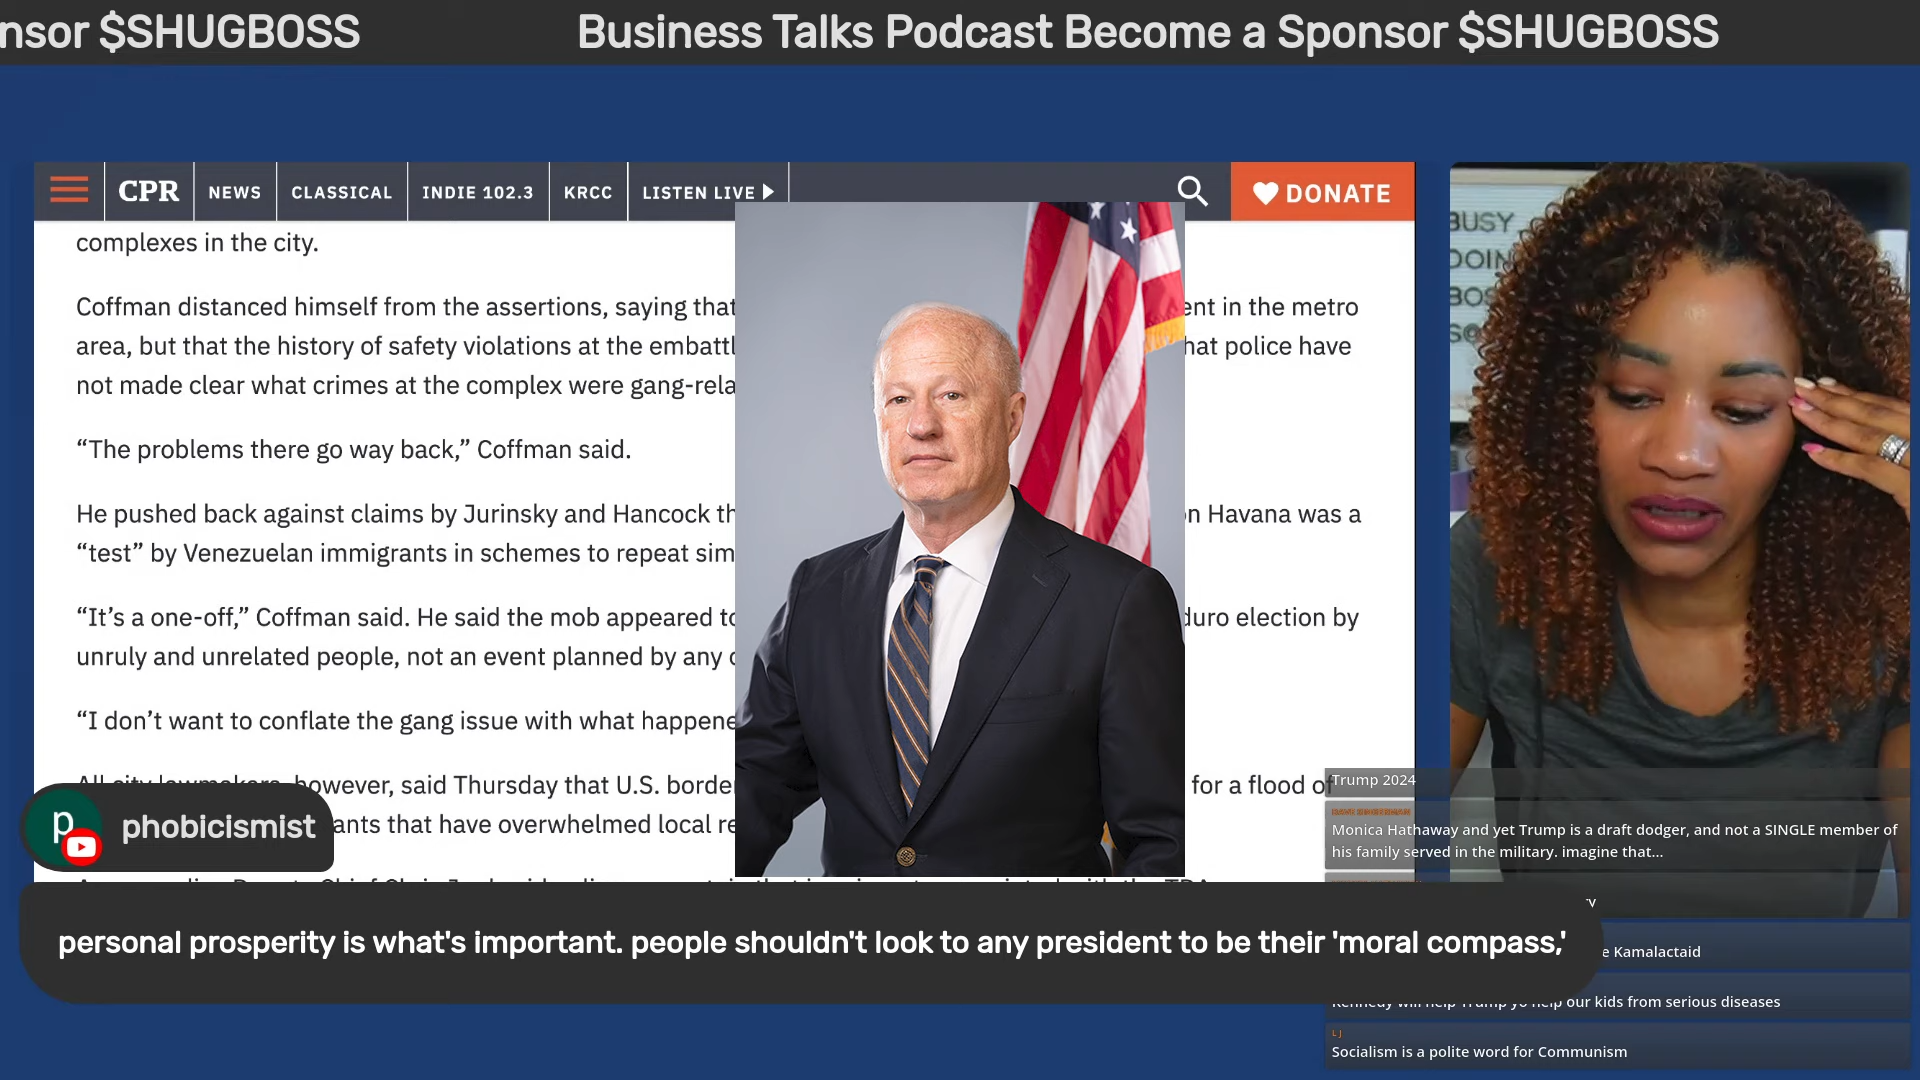 nsor $SHUGBOSS
Business Talks Podcast Become a Sponsor $SHUGBOSS
CPR NEWS CLASSICAL INDIE 102.3 KRCC LISTEN LIVE DONATE
complexes in the city.
Coffman distanced himself from the assertions, saying that ent in the metro
area, but that the history of safety violations at the embattl hat police have
not made clear what crimes at the complex were gang-rela
“The problems there go way back,” Coffman said.
He pushed back against claims by Jurinsky and Hancock th on Havana was a
“test” by Venezuelan immigrants in schemes to repeat sim
“It’s a one-off,” Coffman said. He said the mob appeared to duro election by
unruly and unrelated people, not an event planned by any
“I don’t want to conflate the gang issue with what happene
All city lawmakers, however, said Thursday that U.S. border for a flood of
ants that have overwhelmed local re
BUSY
DOIN
BOS
p phobicismist
personal prosperity is what's important. people shouldn't look to any president to be their 'moral compass,'
Trump 2024
Monica Hathaway and yet Trump is a draft dodger, and not a SINGLE member of
his family served in the military. imagine that...
e Kamalactaid
Kennedy will help Trump yo help our kids from serious diseases
LJ
Socialism is a polite word for Communism